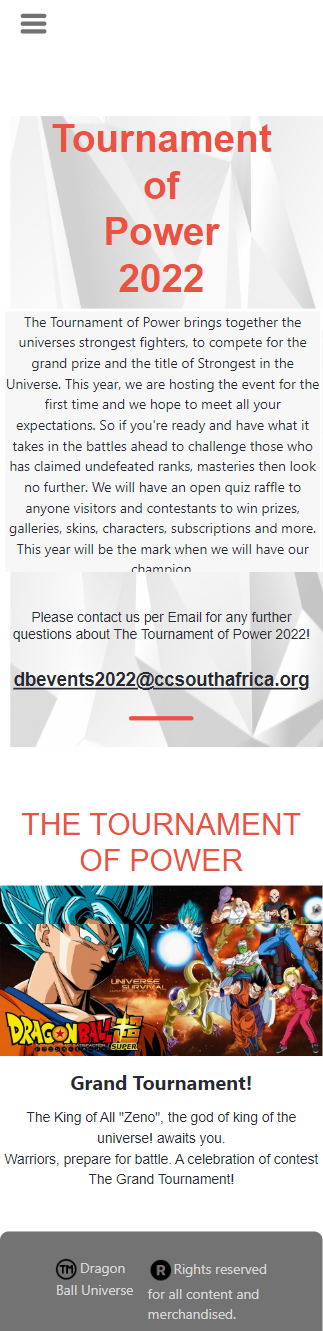 Tournament
of
Power
2022
The Tournament of Power brings together the
universes strongest fighters, to compete for the
grand prize and the title of Strongest in the
Universe. This year, we are hosting the event for the
first time and we hope to meet all your
expectations. So if you're ready and have what it
takes in the battles ahead to challenge those who
has claimed undefeated ranks, masteries then look
no further. We will have an open quiz raffle to
anyone visitors and contestants to win prizes,
galleries, skins, characters, subscriptions and more.
This year will be the mark when we will have our
champion
Please contact us per Email for any further
questions about The Tournament of Power 2022!
dbevents2022@ccsouthafrica.org
THE TOURNAMENT
OF POWER
UNIVERSE
SURVIVAL
DRAGON BALL
SUPER
Grand Tournament!
The King of All "Zeno", the god of king of the
universe! awaits you.
Warriors, prepare for battle. A celebration of contest
The Grand Tournament!
TM Dragon
Ball Universe
R Rights reserved
for all content and
merchandised.